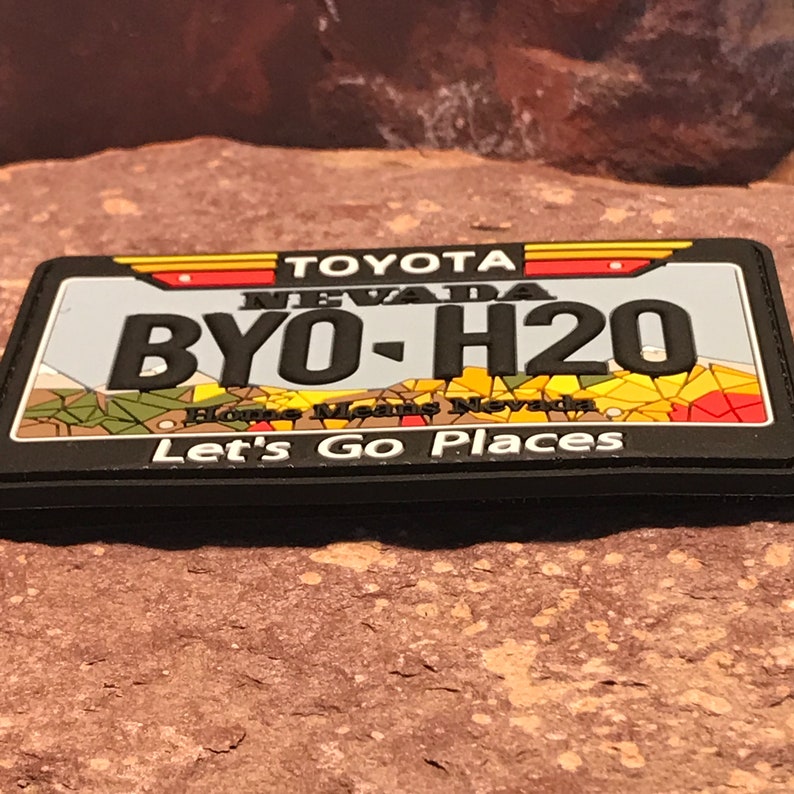 TOYOTA
NEVADA
BYO-H2O
Home Means Nevada
Let's Go Places